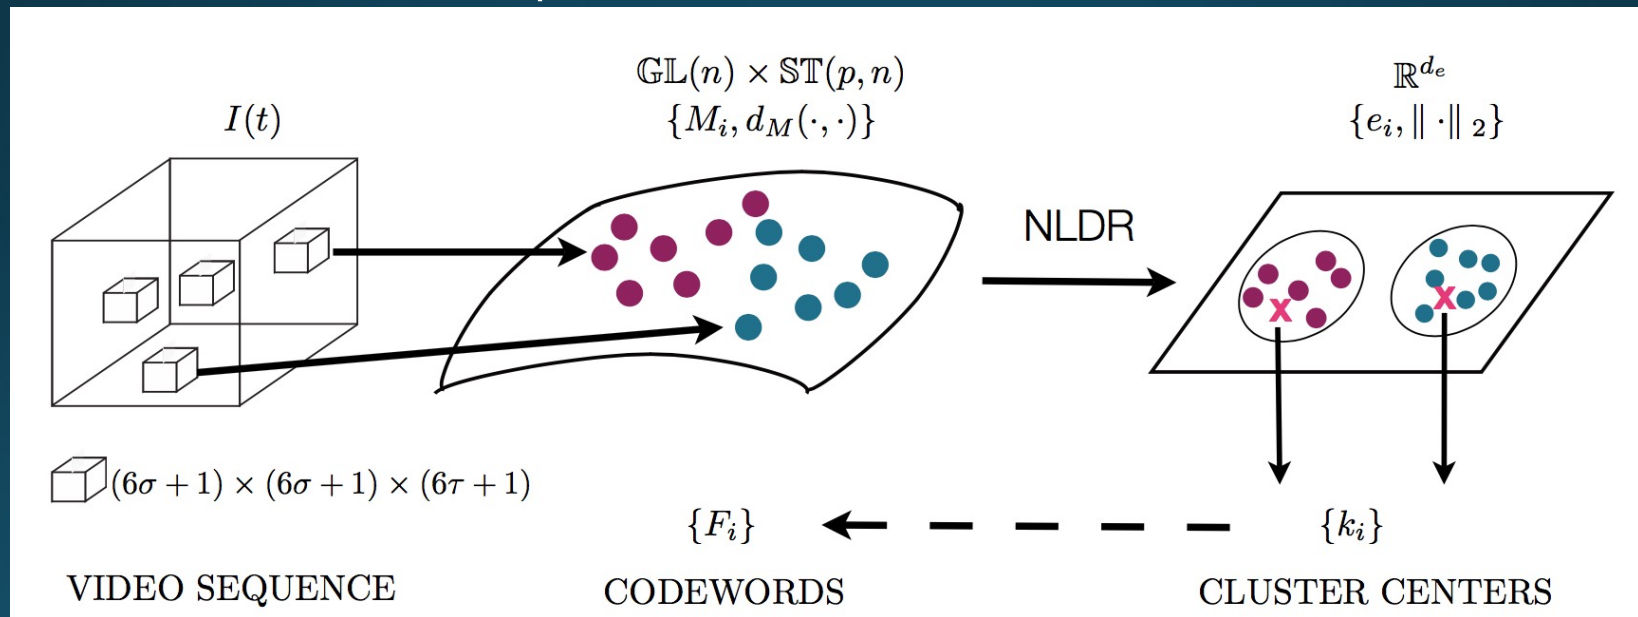 𝔾𝕃(n) × 𝕊𝕋(p, n)
{M_i, d_M(·, ·)}
I(t)
ℝ^{d_e}
{e_i, ‖ ·‖ _2}
NLDR
X
X
(6σ + 1) × (6σ + 1) × (6τ + 1)
{F_i}
{k_i}
VIDEO SEQUENCE
CODEWORDS
CLUSTER CENTERS